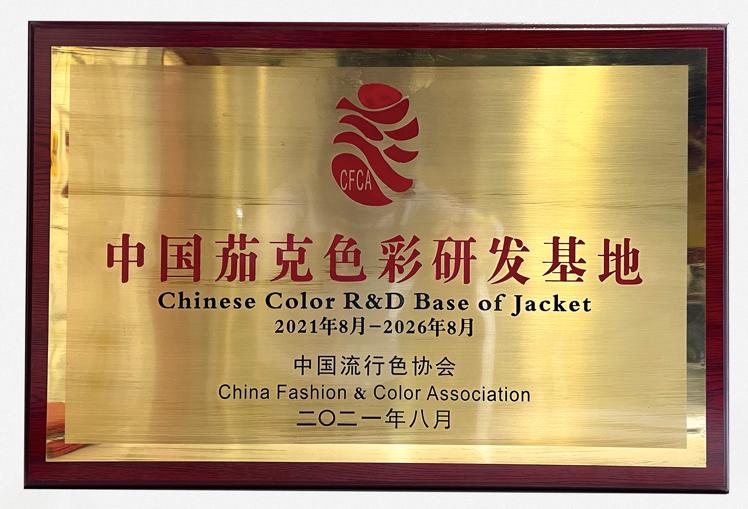 CFCA
中国茄克色彩研发基地
Chinese Color R&D Base of Jacket
2021年8月-2026年8月
中国流行色协会
China Fashion & Color Association
二〇二一年八月